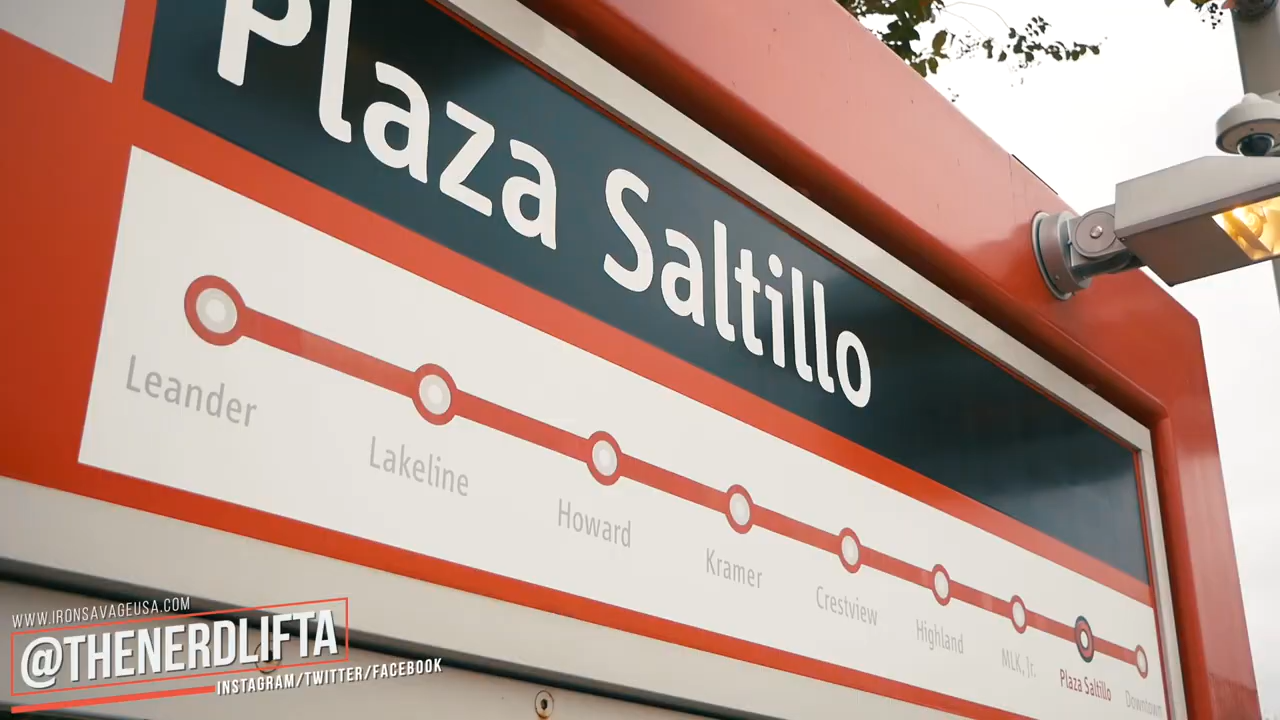 Plaza Saltillo
Leander
Lakeline
Howard
Kramer
Crestview
Highland
MLK, Jr.
Plaza Saltillo
Downtown
WWW.IRONSAVAGEUSA.COM
@THENERDLIFTA
INSTAGRAM/TWITTER/FACEBOOK